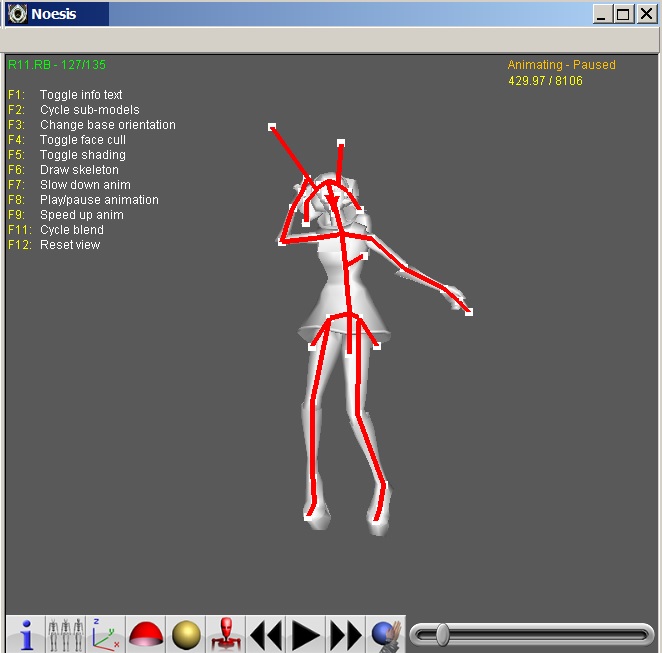 Noesis
R11.RB - 127/135
Animating - Paused
429.97 / 8106
F1: Toggle info text
F2: Cycle sub-models
F3: Change base orientation
F4: Toggle face cull
F5: Toggle shading
F6: Draw skeleton
F7: Slow down anim
F8: Play/pause animation
F9: Speed up anim
F11: Cycle blend
F12: Reset view
z
y
x